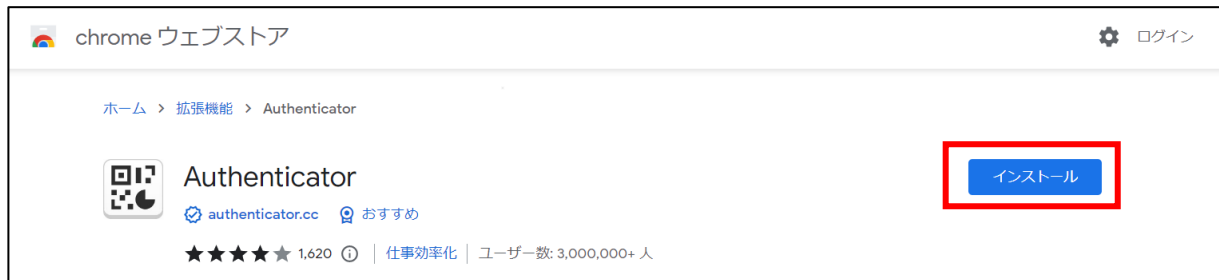 chrome ウェブストア
ログイン
ホーム > 拡張機能 > Authenticator
Authenticator
インストール
authenticator.cc おすすめ
1,620 仕事効率化 ユーザー数: 3,000,000+ 人